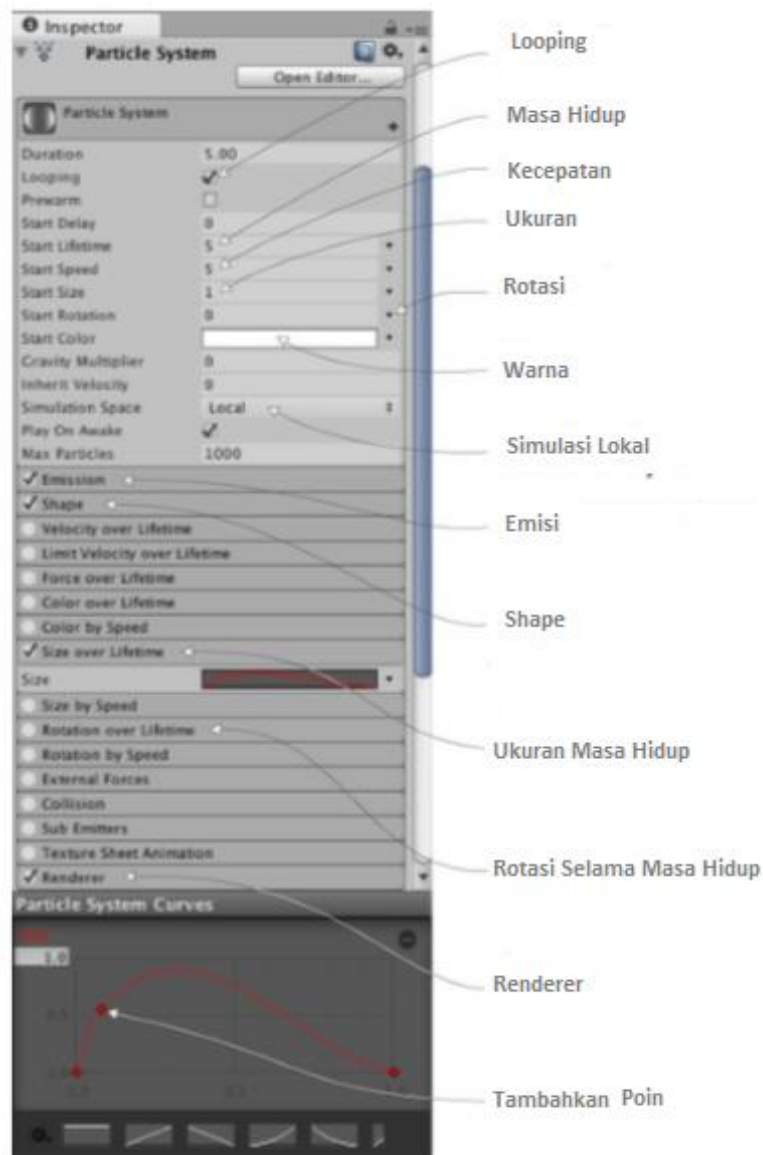 Inspector
Particle System
Open Editor...
Particle System
Duration 5.00
Looping
Prewarm
Start Delay 0
Start Lifetime 5
Start Speed 5
Start Size 1
Start Rotation 0
Start Color
Gravity Multiplier 0
Inherit Velocity 0
Simulation Space Local
Play On Awake
Max Particles 1000
Emission
Shape
Velocity over Lifetime
Limit Velocity over Lifetime
Force over Lifetime
Color over Lifetime
Color by Speed
Size over Lifetime
Size
Size by Speed
Rotation over Lifetime
Rotation by Speed
External Forces
Collision
Sub Emitters
Texture Sheet Animation
Renderer
Particle System Curves
1.0
0.5
0.0
0.0
Looping
Masa Hidup
Kecepatan
Ukuran
Rotasi
Warna
Simulasi Lokal
Emisi
Shape
Ukuran Masa Hidup
Rotasi Selama Masa Hidup
Renderer
Tambahkan Poin